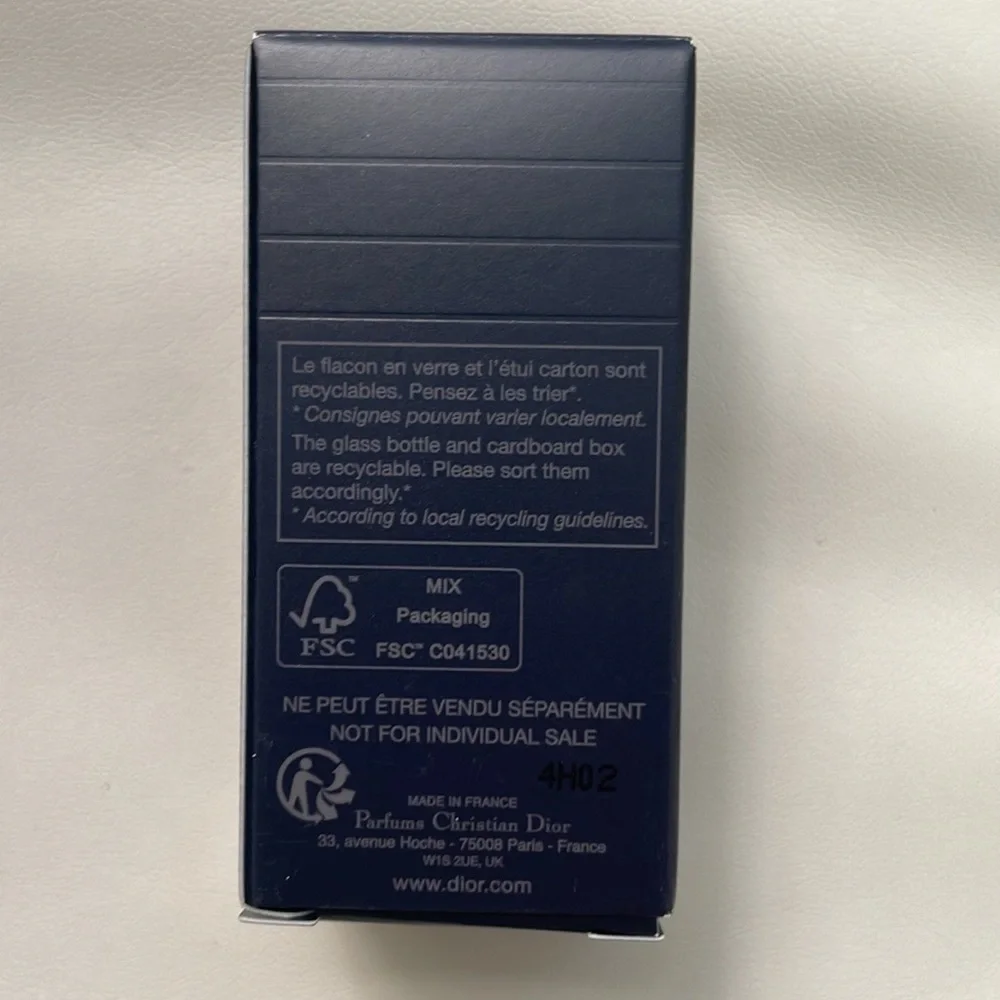 Le flacon en verre et l'étui carton sont
recyclables. Pensez à les trier*.
* Consignes pouvant varier localement.
The glass bottle and cardboard box
are recyclable. Please sort them
accordingly.*
* According to local recycling guidelines.
MIX
Packaging
FSC™ C041530
FSC
NE PEUT ÊTRE VENDU SÉPARÉMENT
NOT FOR INDIVIDUAL SALE
4H02
MADE IN FRANCE
Parfums Christian Dior
33, avenue Hoche - 75008 Paris - France
W1S 2UE, UK
www.dior.com